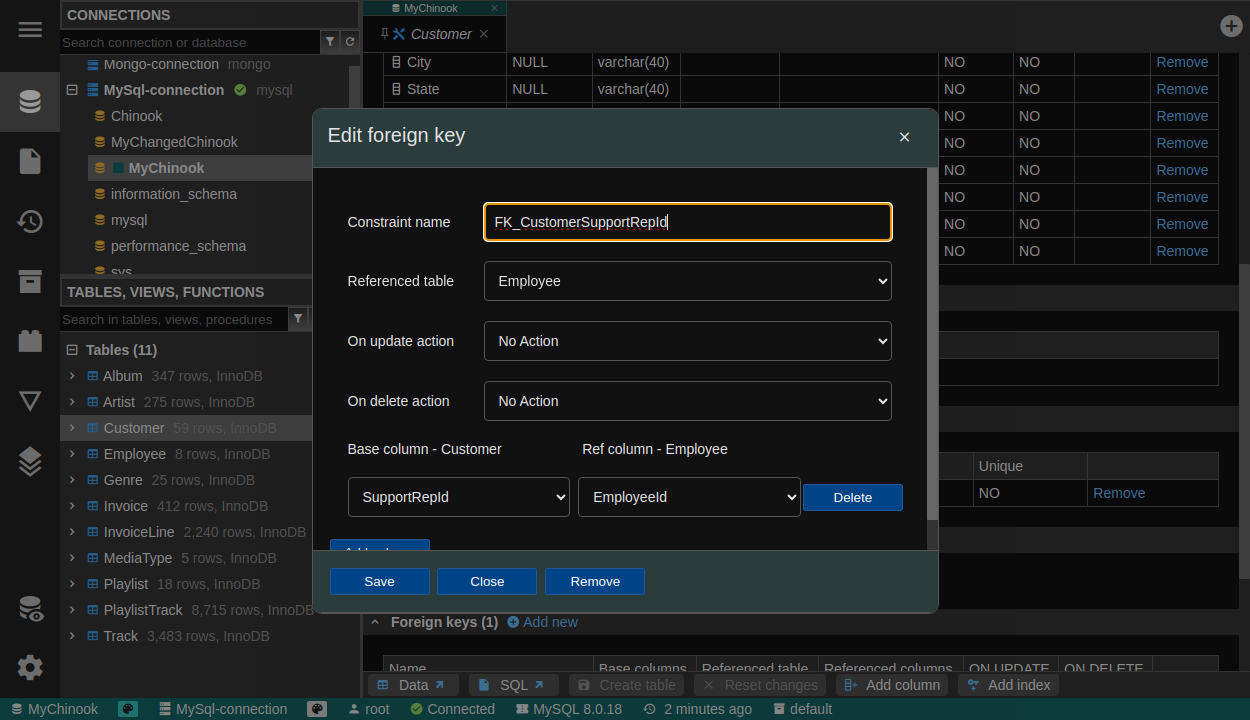 CONNECTIONS
Search connection or database
Mongo-connection mongo
MySql-connection mysql
Chinook
MyChangedChinook
MyChinook
information_schema
mysql
performance_schema
sys
TABLES, VIEWS, FUNCTIONS
Search in tables, views, procedures
Tables (11)
Album 347 rows, InnoDB
Artist 275 rows, InnoDB
Customer 59 rows, InnoDB
Employee 8 rows, InnoDB
Genre 25 rows, InnoDB
Invoice 412 rows, InnoDB
InvoiceLine 2,240 rows, InnoDB
MediaType 5 rows, InnoDB
Playlist 18 rows, InnoDB
PlaylistTrack 8,715 rows, InnoDB
Track 3,483 rows, InnoDB
MyChinook
Customer
City NULL varchar(40) NO NO Remove
State NULL varchar(40) NO NO Remove
NO NO Remove
NO NO Remove
NO NO Remove
NO NO Remove
NO NO Remove
NO NO Remove
Unique
NO Remove
Edit foreign key
Constraint name FK_CustomerSupportRepId
Referenced table Employee
On update action No Action
On delete action No Action
Base column - Customer Ref column - Employee
SupportRepId EmployeeId Delete
Save Close Remove
Foreign keys (1) Add new
Name Base columns Referenced table Referenced columns ON UPDATE ON DELETE
Data SQL Create table Reset changes Add column Add index
MyChinook MySql-connection root Connected MySQL 8.0.18 2 minutes ago default